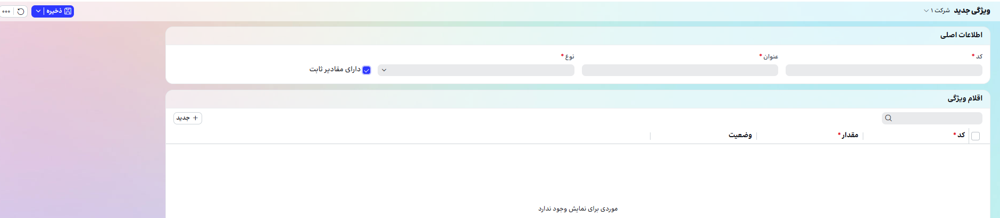 ویژگی جدید شرکت ۱
ذخیره
اطلاعات اصلی
کد * عنوان * نوع *
دارای مقادیر ثابت
اقلام ویژگی
جدید
کد * مقدار * وضعیت
موردی برای نمایش وجود ندارد